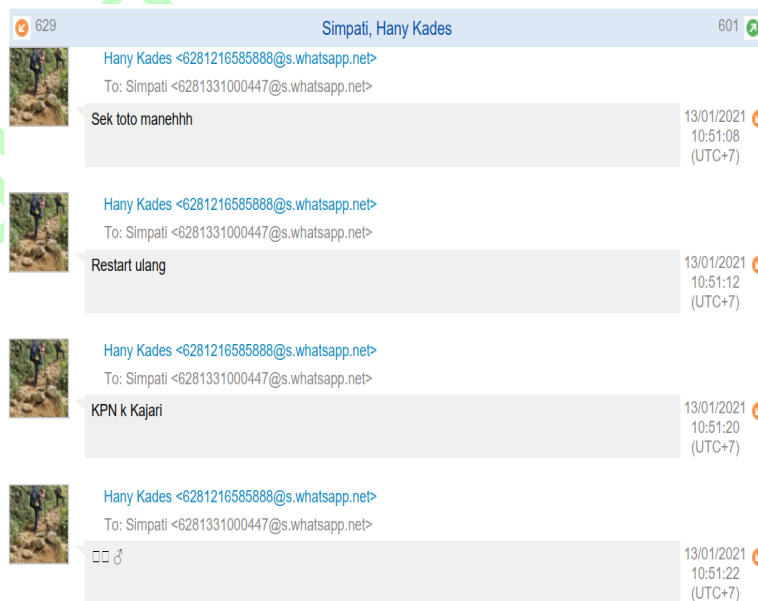 629 Simpati, Hany Kades 601
Hany Kades <6281216585888@s.whatsapp.net>
To: Simpati <6281331000447@s.whatsapp.net>
Sek toto manehhh
13/01/2021
10:51:08
(UTC+7)
Hany Kades <6281216585888@s.whatsapp.net>
To: Simpati <6281331000447@s.whatsapp.net>
Restart ulang
13/01/2021
10:51:12
(UTC+7)
Hany Kades <6281216585888@s.whatsapp.net>
To: Simpati <6281331000447@s.whatsapp.net>
KPN k Kajari
13/01/2021
10:51:20
(UTC+7)
Hany Kades <6281216585888@s.whatsapp.net>
To: Simpati <6281331000447@s.whatsapp.net>
□□ ♂
13/01/2021
10:51:22
(UTC+7)